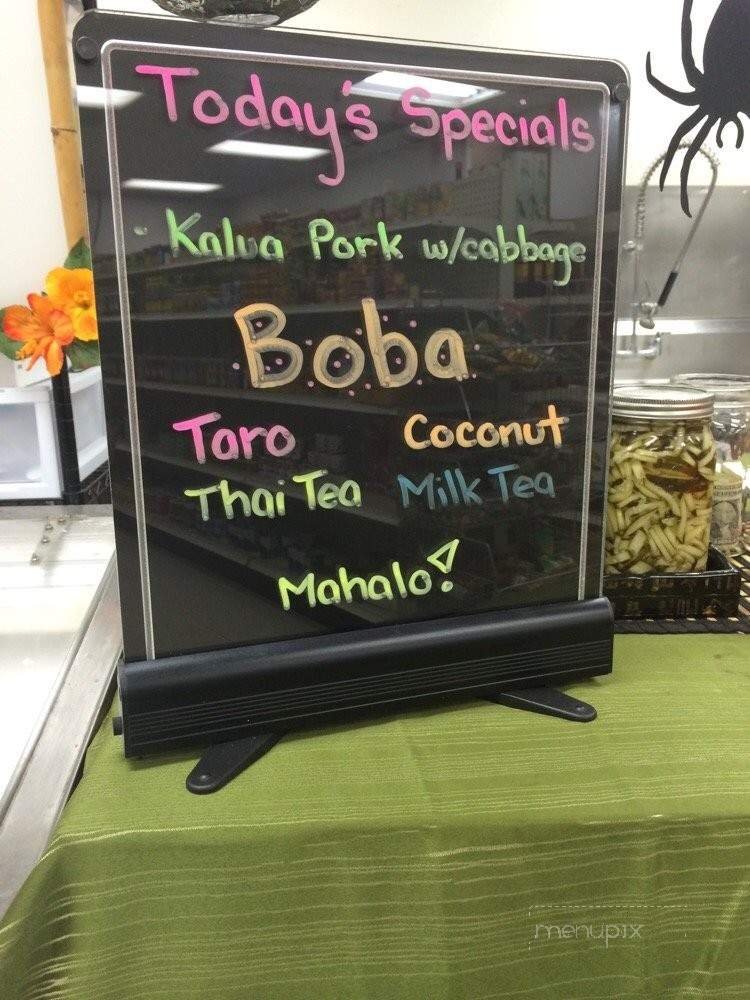 Today's Specials
· Kalua Pork w/cabbage
Boba
Taro Coconut
Thai Tea Milk Tea
Mahalo!
menupix